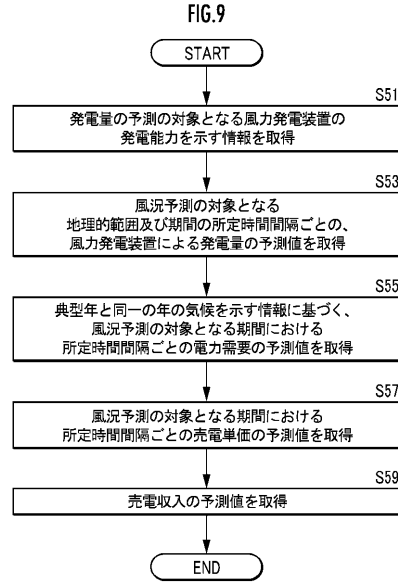 FIG.9
START
S51
発電量の予測の対象となる風力発電装置の
発電能力を示す情報を取得
S53
風況予測の対象となる
地理的範囲及び期間の所定時間間隔ごとの、
風力発電装置による発電量の予測値を取得
S55
典型年と同一の年の気候を示す情報に基づく、
風況予測の対象となる期間における
所定時間間隔ごとの電力需要の予測値を取得
S57
風況予測の対象となる期間における
所定時間間隔ごとの売電単価の予測値を取得
S59
売電収入の予測値を取得
END